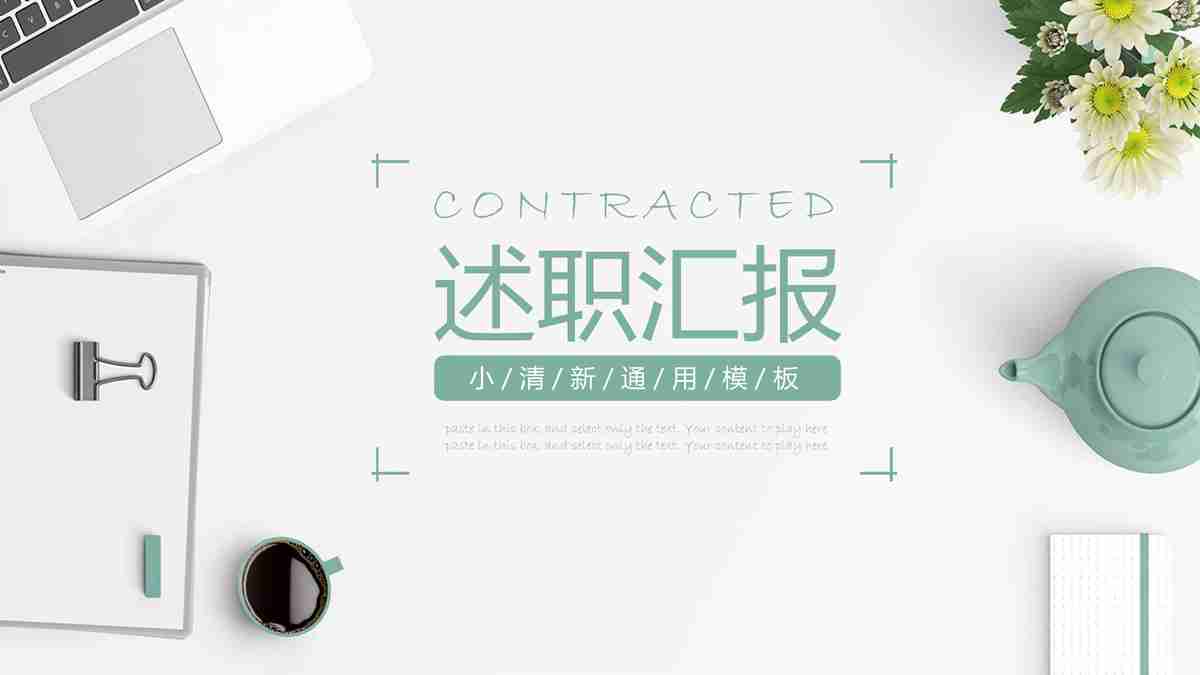 CONTRACTED
述职汇报
小/清/新/通/用/模/板
paste in this box, and select only the text. Your content to play here
paste in this box, and select only the text. Your content to play here